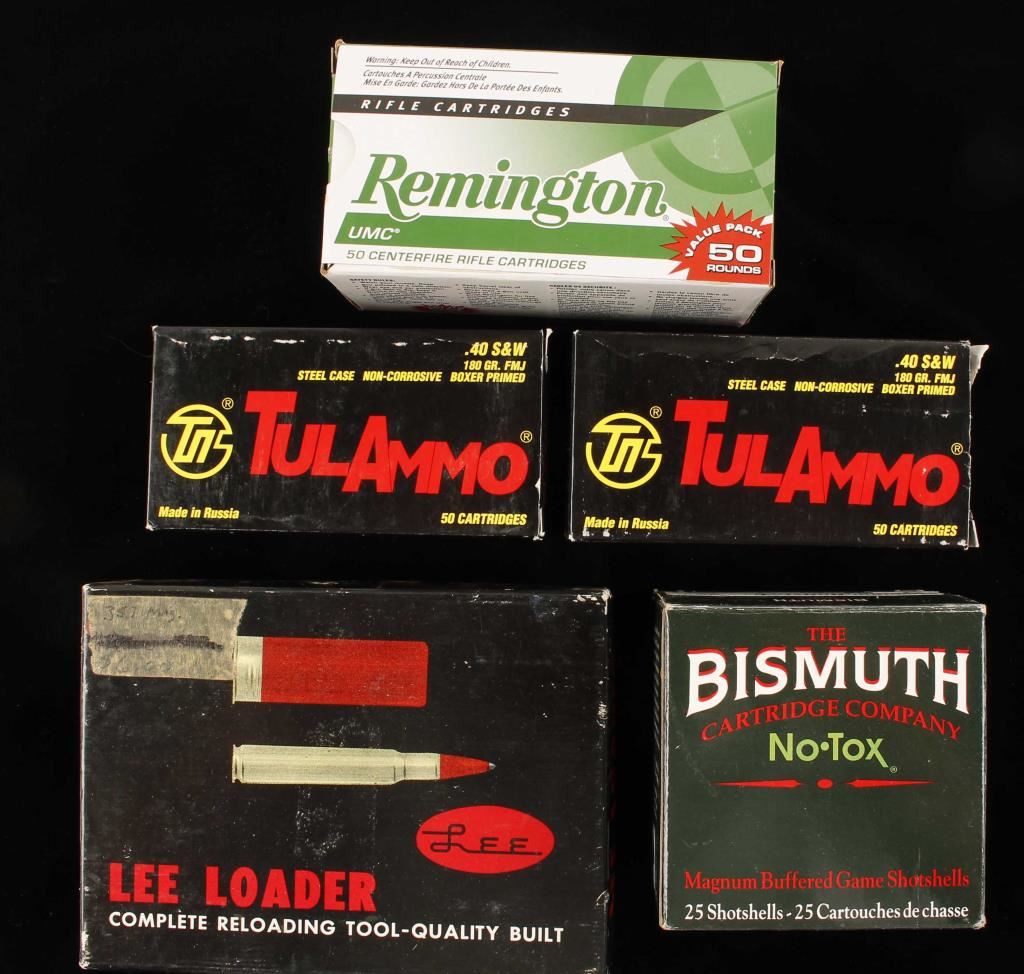 Warning: Keep Out of Reach of Children.
Cartouches A Percussion Centrale
Mise En Garde: Gardez Hors De La Portée Des Enfants.
RIFLE CARTRIDGES
Remington®
UMC®
50 CENTERFIRE RIFLE CARTRIDGES
VALUE PACK
50
ROUNDS
.40 S&W
180 GR. FMJ
STEEL CASE NON-CORROSIVE BOXER PRIMED
TULAMMO®
Made in Russia
50 CARTRIDGES
.40 S&W
180 GR. FMJ
STEEL CASE NON-CORROSIVE BOXER PRIMED
TULAMMO®
Made in Russia
50 CARTRIDGES
357 Mag.
LEE
LEE LOADER
COMPLETE RELOADING TOOL-QUALITY BUILT
BISMUTH
THE
BISMUTH
CARTRIDGE COMPANY
NO•TOX®
Magnum Buffered Game Shotshells
25 Shotshells - 25 Cartouches de chasse